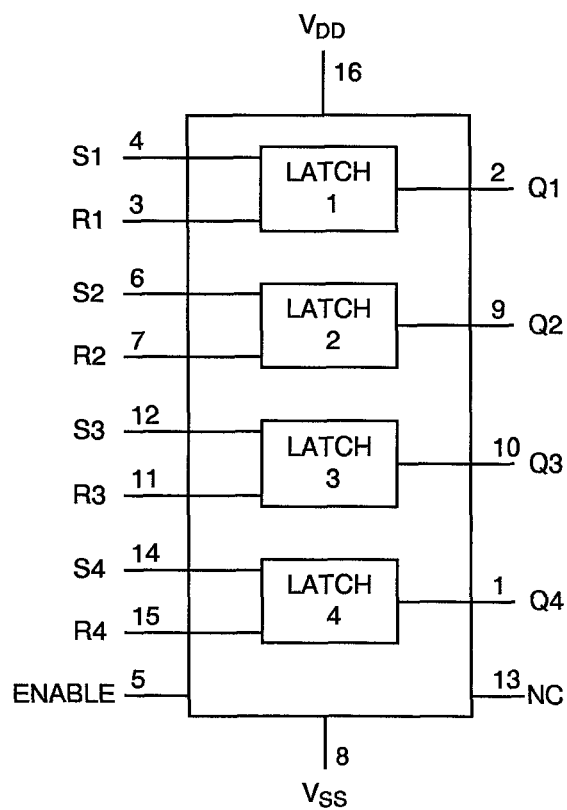 VDD
16
S1 4
LATCH 1
2 Q1
R1 3
S2 6
LATCH 2
9 Q2
R2 7
S3 12
LATCH 3
10 Q3
R3 11
S4 14
LATCH 4
1 Q4
R4 15
ENABLE 5
13 NC
8
VSS